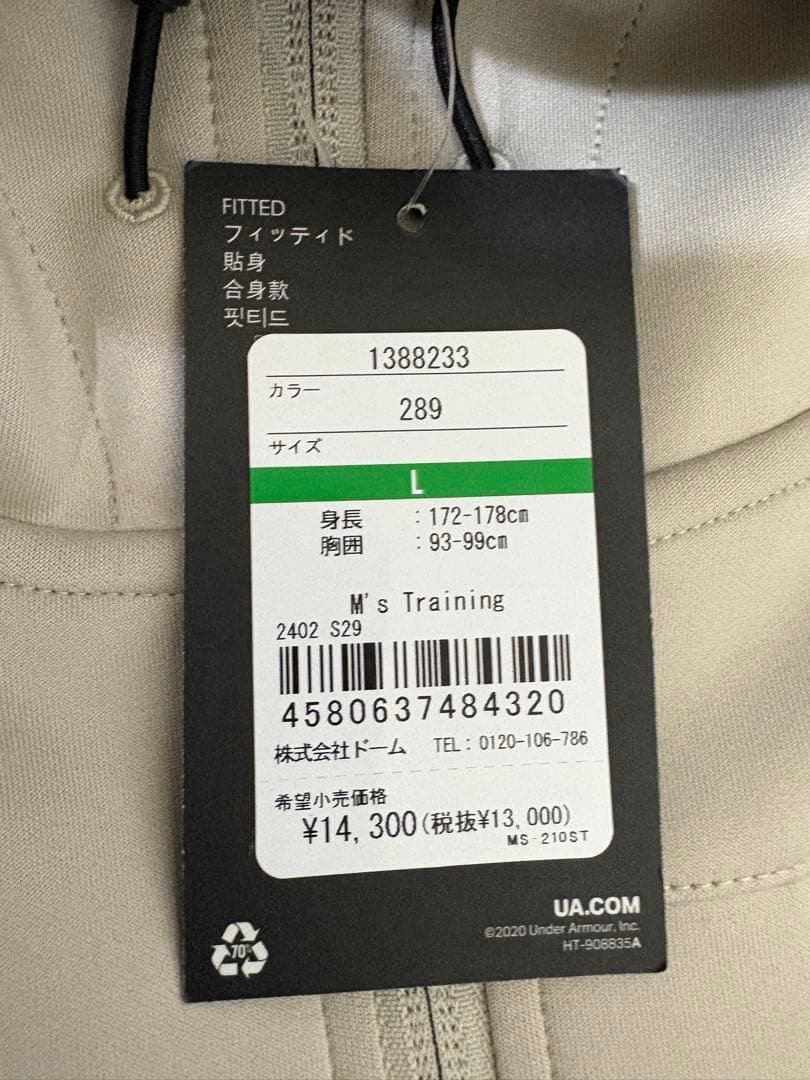 FITTED
フィッティド
貼身
合身款
핏티드
1388233
カラー
289
サイズ
L
身長 : 172-178cm
胸囲 : 93-99cm
M's Training
2402 S29
4580637484320
株式会社ドーム TEL: 0120-106-786
希望小売価格
¥14,300(税抜¥13,000)
MS-210ST
UA.COM
©2020 Under Armour, Inc.
HT-908835A
70%